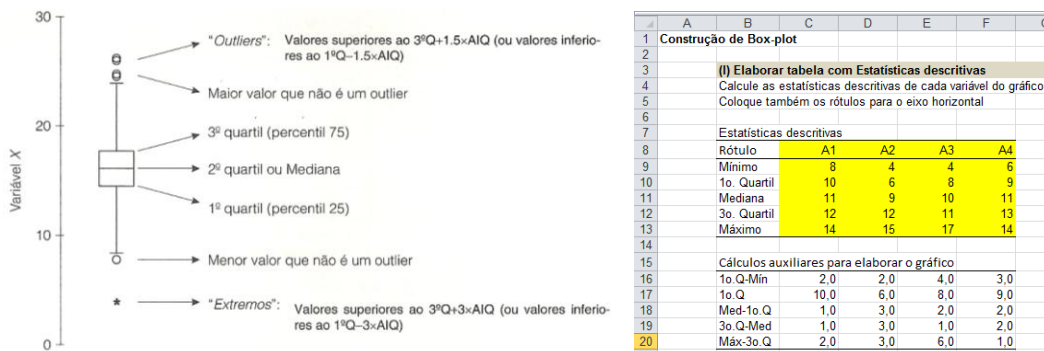 30
20
10
0
Variável X
"Outliers": Valores superiores ao 3ºQ+1.5×AIQ (ou valores inferio-
res ao 1ºQ–1.5×AIQ)
Maior valor que não é um outlier
3º quartil (percentil 75)
2º quartil ou Mediana
1º quartil (percentil 25)
Menor valor que não é um outlier
"Extremos": Valores superiores ao 3ºQ+3×AIQ (ou valores inferio-
res ao 1ºQ–3×AIQ)
A B C D E F
1 Construção de Box-plot
2
3 (I) Elaborar tabela com Estatísticas descritivas
4 Calcule as estatísticas descritivas de cada variável do gráfico
5 Coloque também os rótulos para o eixo horizontal
6
7 Estatísticas descritivas
8 Rótulo A1 A2 A3 A4
9 Mínimo 8 4 4 6
10 1o. Quartil 10 6 8 9
11 Mediana 11 9 10 11
12 3o. Quartil 12 12 11 13
13 Máximo 14 15 17 14
14
15 Cálculos auxiliares para elaborar o gráfico
16 1o.Q-Mín 2,0 2,0 4,0 3,0
17 1o.Q 10,0 6,0 8,0 9,0
18 Med-1o.Q 1,0 3,0 2,0 2,0
19 3o.Q-Med 1,0 3,0 1,0 2,0
20 Máx-3o.Q 2,0 3,0 6,0 1,0